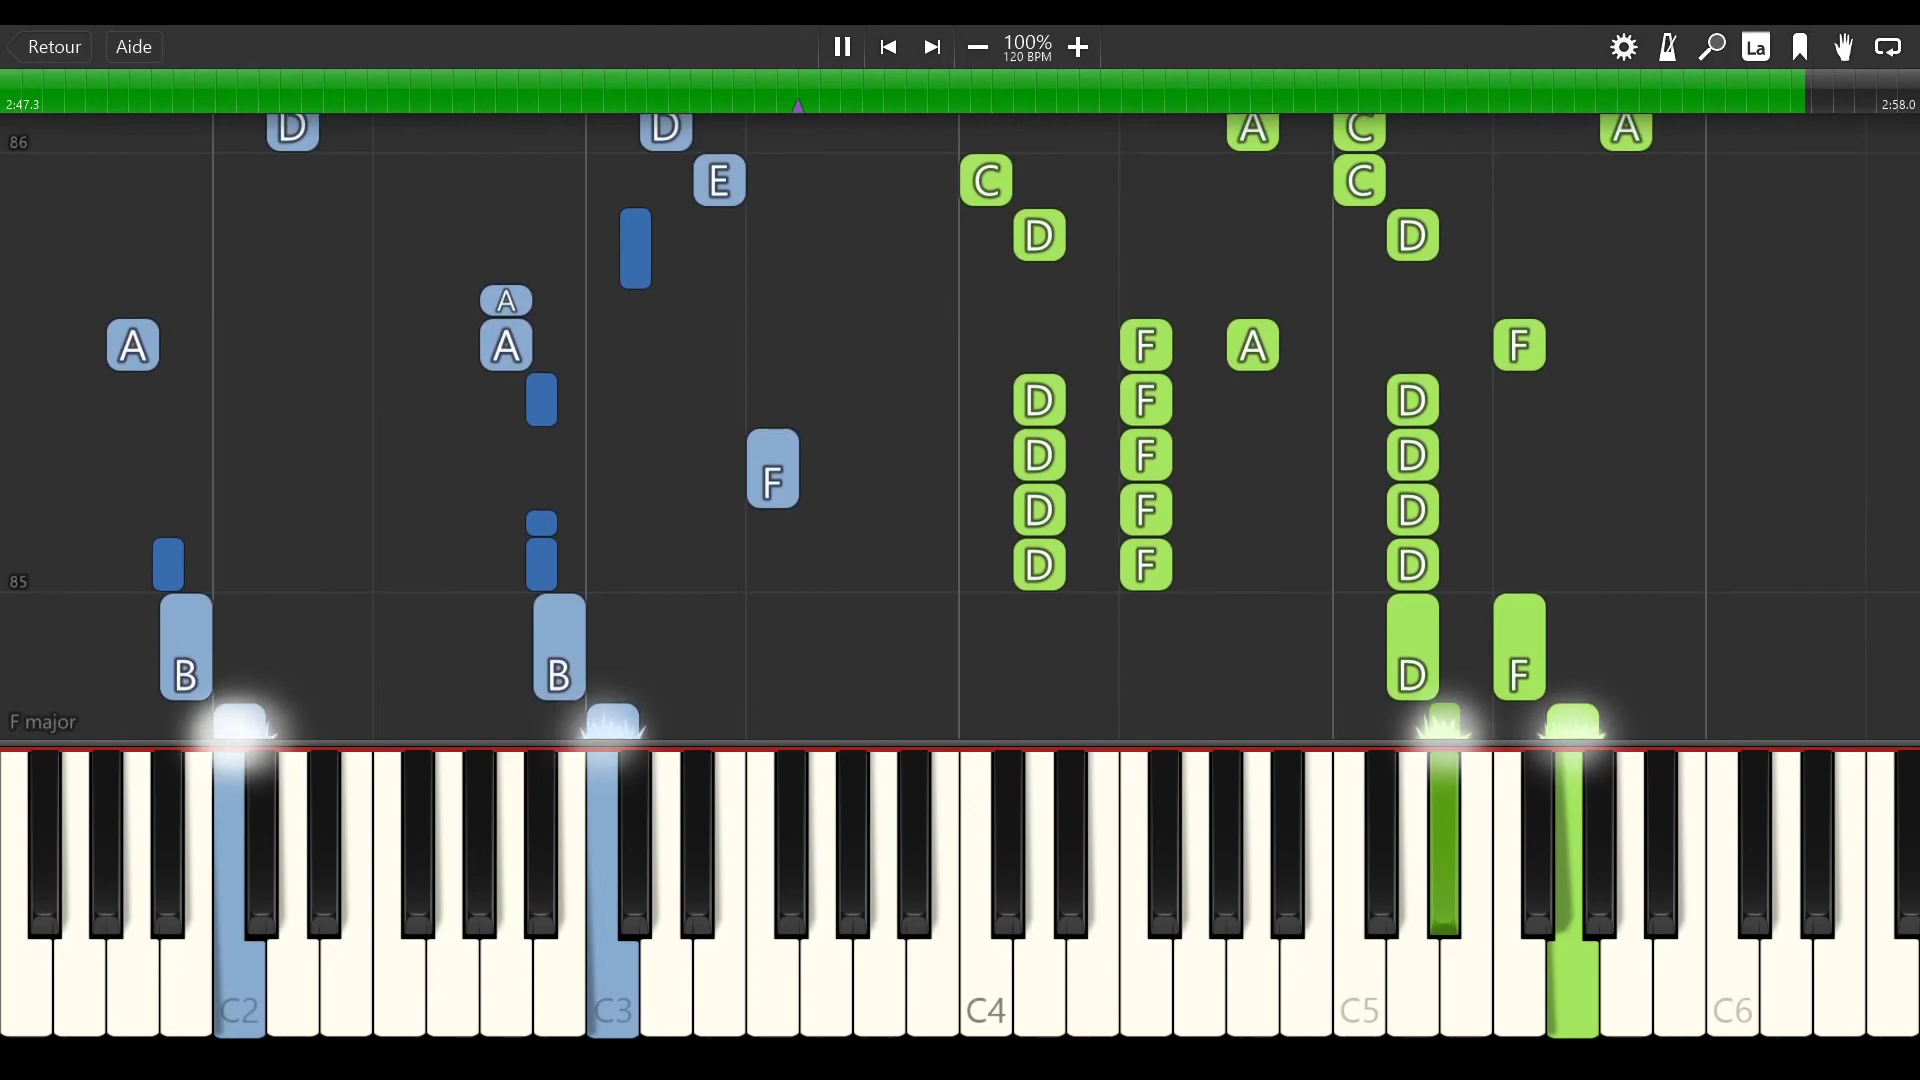 Retour Aide 100% La
120 BPM
2:47.3 2:58.0
D D A C A
86
E C C
D D
A
A A F A F
D F D
F D F D
D F D
85 D F D
B B D F
F major
C2 C3 C4 C5 C6